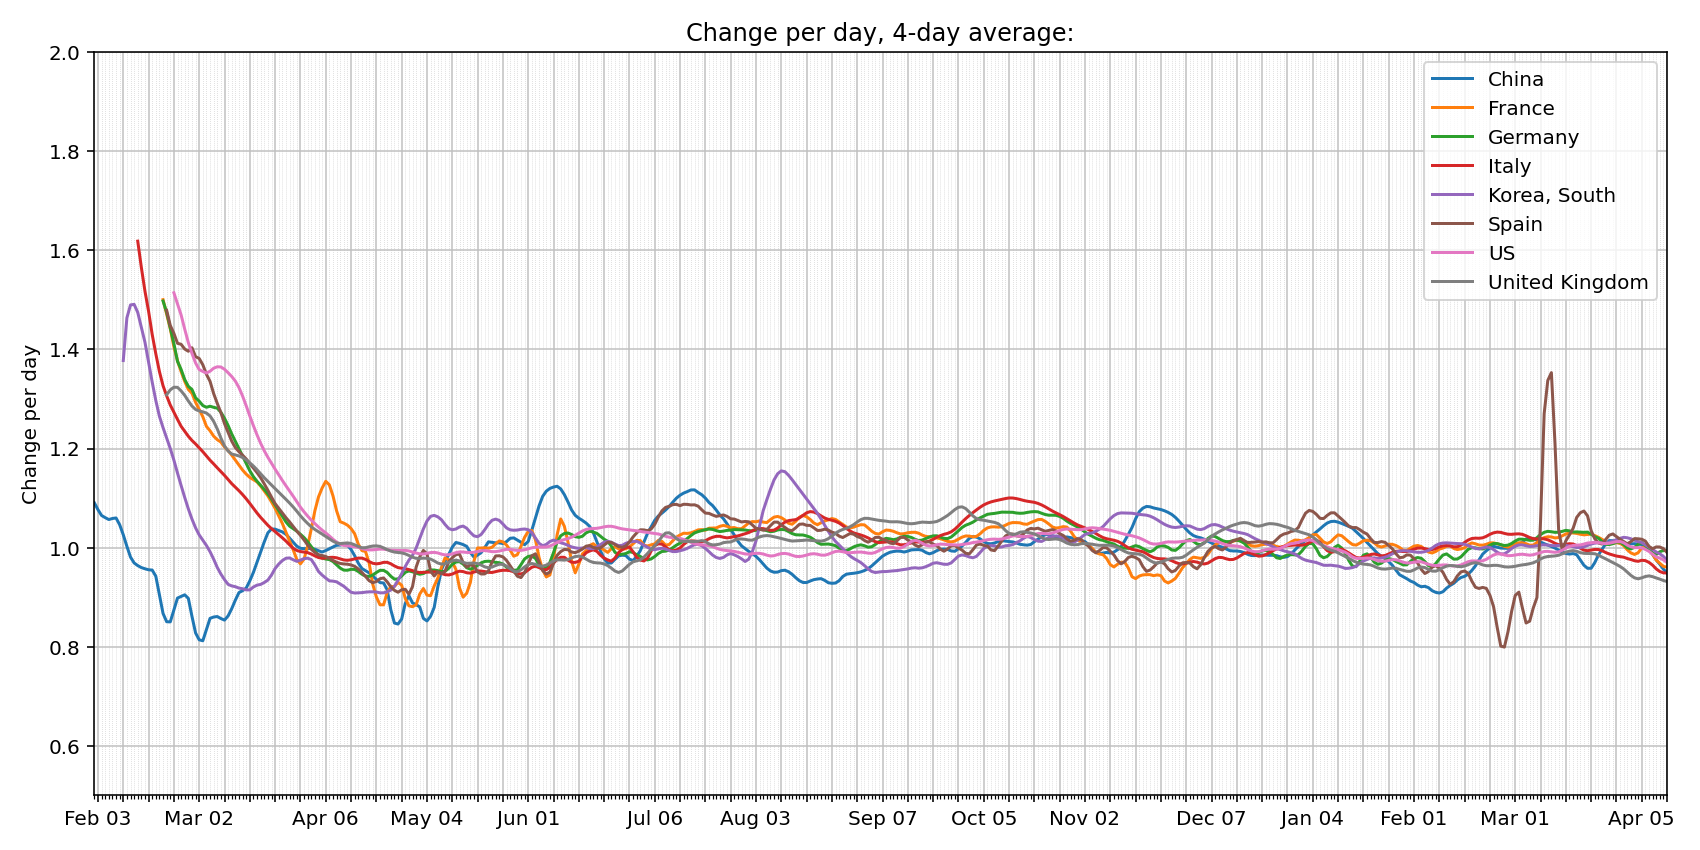 Change per day, 4-day average:
Change per day
2.0
1.8
1.6
1.4
1.2
1.0
0.8
0.6
China
France
Germany
Italy
Korea, South
Spain
US
United Kingdom
Feb 03 Mar 02 Apr 06 May 04 Jun 01 Jul 06 Aug 03 Sep 07 Oct 05 Nov 02 Dec 07 Jan 04 Feb 01 Mar 01 Apr 05